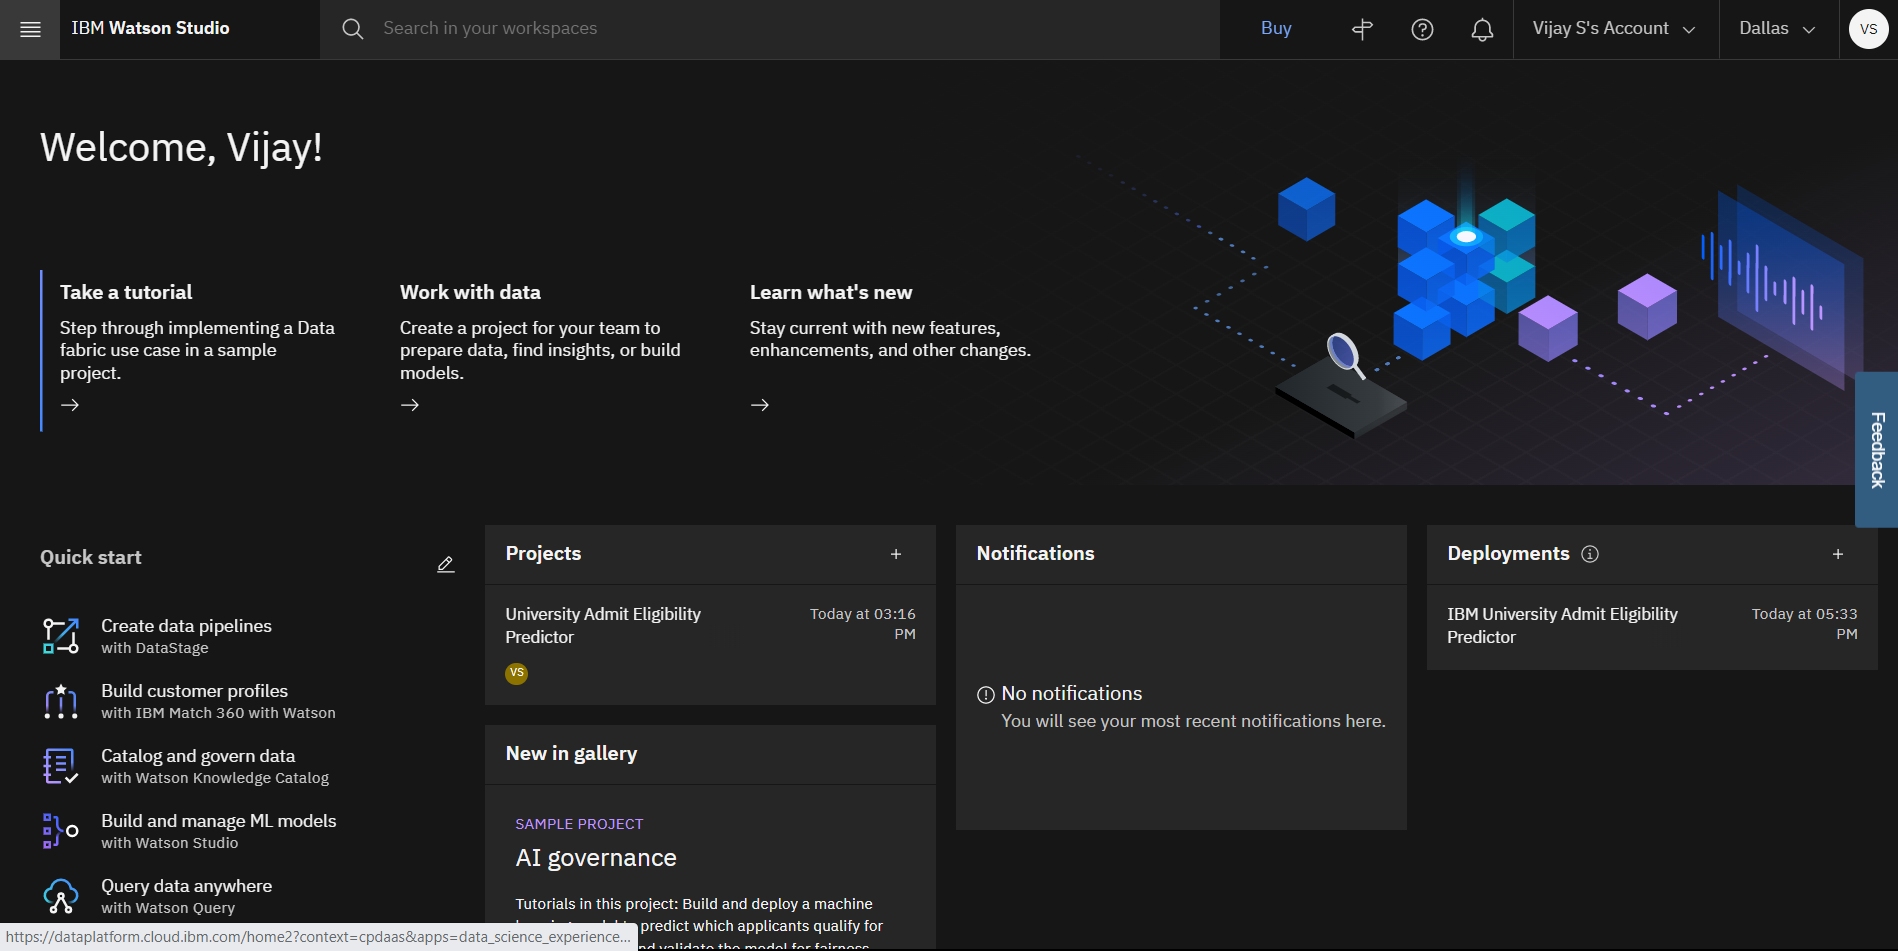 IBM Watson Studio
Search in your workspaces
Buy
Vijay S's Account
Dallas
VS
Welcome, Vijay!
Take a tutorial
Step through implementing a Data
fabric use case in a sample
project.
Work with data
Create a project for your team to
prepare data, find insights, or build
models.
Learn what's new
Stay current with new features,
enhancements, and other changes.
Feedback
Quick start
Create data pipelines
with DataStage
Build customer profiles
with IBM Match 360 with Watson
Catalog and govern data
with Watson Knowledge Catalog
Build and manage ML models
with Watson Studio
Query data anywhere
with Watson Query
Projects
University Admit Eligibility
Predictor
Today at 03:16
PM
VS
New in gallery
SAMPLE PROJECT
AI governance
Tutorials in this project: Build and deploy a machine
predict which applicants qualify for
validate the model for fairness
Notifications
No notifications
You will see your most recent notifications here.
Deployments
IBM University Admit Eligibility
Predictor
Today at 05:33
PM
https://dataplatform.cloud.ibm.com/home2?context=cpdaas&apps=data_science_experience...